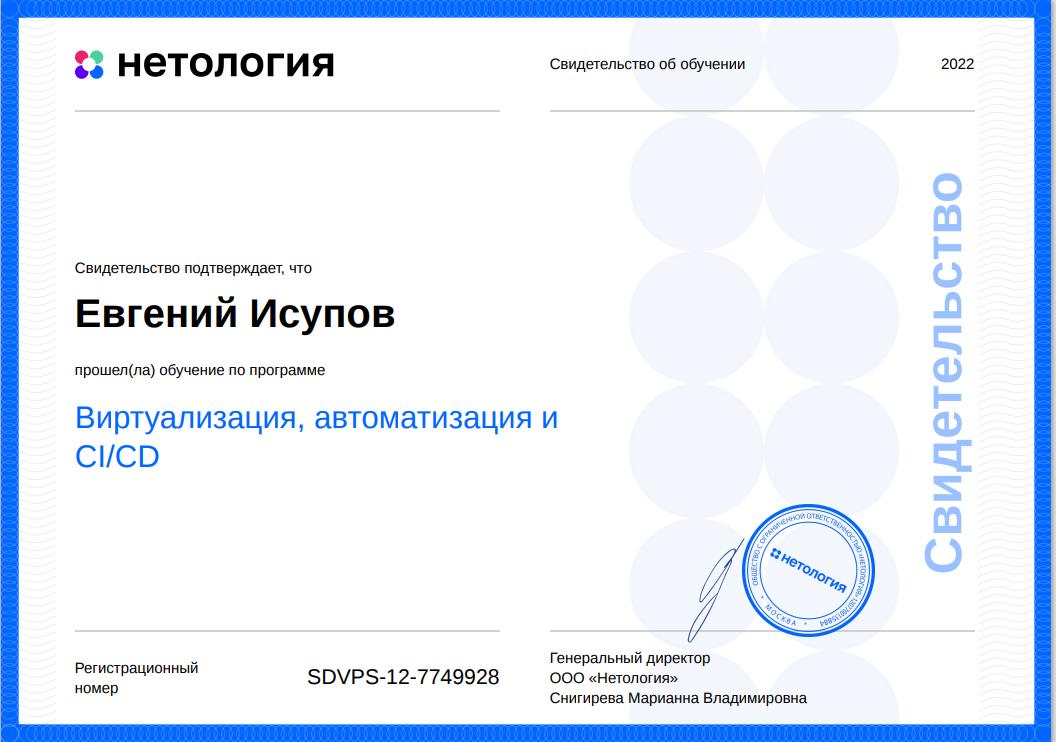 нетология
Свидетельство об обучении
2022
Свидетельство подтверждает, что
Евгений Исупов
прошел(ла) обучение по программе
Виртуализация, автоматизация и
CI/CD
Свидетельство
ОБЩЕСТВО С ОГРАНИЧЕННОЙ ОТВЕТСТВЕННОСТЬЮ «НЕТОЛОГИЯ»
* МОСКВА *
нетология
Регистрационный
номер
SDVPS-12-7749928
Генеральный директор
ООО «Нетология»
Снигирева Марианна Владимировна